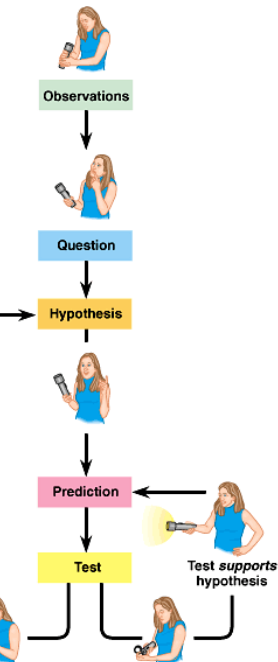 Observations
Question
Hypothesis
Prediction
Test
Test supports
hypothesis